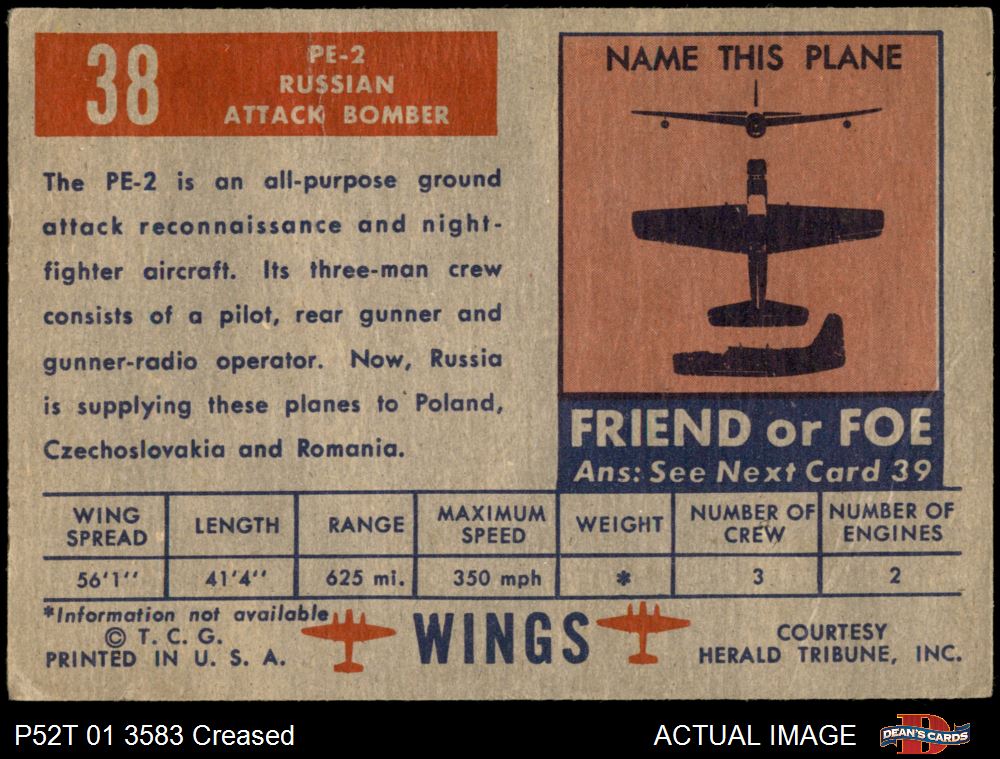 38
PE-2
RUSSIAN
ATTACK BOMBER
The PE-2 is an all-purpose ground
attack reconnaissance and night-
fighter aircraft. Its three-man crew
consists of a pilot, rear gunner and
gunner-radio operator. Now, Russia
is supplying these planes to Poland,
Czechoslovakia and Romania.
NAME THIS PLANE
FRIEND or FOE
Ans: See Next Card 39
WING SPREAD LENGTH RANGE MAXIMUM SPEED WEIGHT NUMBER OF CREW NUMBER OF ENGINES
56'1'' 41'4'' 625 mi. 350 mph * 3 2
*Information not available
© T. C. G.
PRINTED IN U. S. A.
WINGS
COURTESY
HERALD TRIBUNE, INC.
P52T 01 3583 Creased
ACTUAL IMAGE
D
DEAN'S CARDS